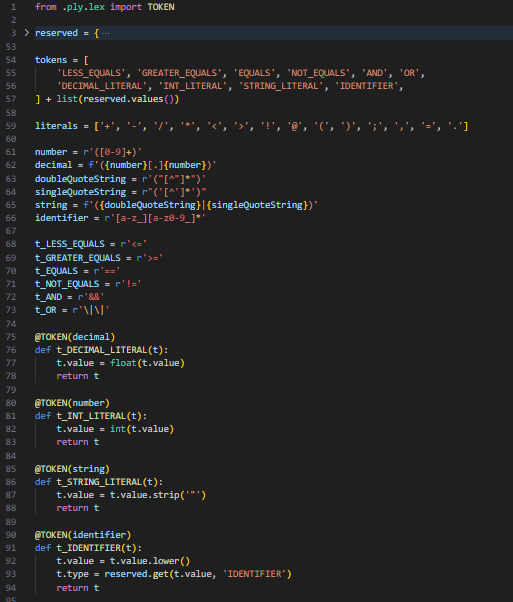 1 from .ply.lex import TOKEN
2
3 > reserved = { ···
53
54 tokens = [
55     'LESS_EQUALS', 'GREATER_EQUALS', 'EQUALS', 'NOT_EQUALS', 'AND', 'OR',
56     'DECIMAL_LITERAL', 'INT_LITERAL', 'STRING_LITERAL', 'IDENTIFIER',
57 ] + list(reserved.values())
58
59 literals = ['+', '-', '/', '*', '<', '>', '!', '@', '(', ')', ';', ',', '=', '.']
60
61 number = r'([0-9]+)'
62 decimal = f'({number}[.]{number})'
63 doubleQuoteString = r'("[^"]*")'
64 singleQuoteString = r"('[^']*')"
65 string = f'({doubleQuoteString}|{singleQuoteString})'
66 identifier = r'[a-z_][a-z0-9_]*'
67
68 t_LESS_EQUALS = r'<='
69 t_GREATER_EQUALS = r'>='
70 t_EQUALS = r'=='
71 t_NOT_EQUALS = r'!='
72 t_AND = r'&&'
73 t_OR = r'\|\|'
74
75 @TOKEN(decimal)
76 def t_DECIMAL_LITERAL(t):
77     t.value = float(t.value)
78     return t
79
80 @TOKEN(number)
81 def t_INT_LITERAL(t):
82     t.value = int(t.value)
83     return t
84
85 @TOKEN(string)
86 def t_STRING_LITERAL(t):
87     t.value = t.value.strip('"')
88     return t
89
90 @TOKEN(identifier)
91 def t_IDENTIFIER(t):
92     t.value = t.value.lower()
93     t.type = reserved.get(t.value, 'IDENTIFIER')
94     return t
95